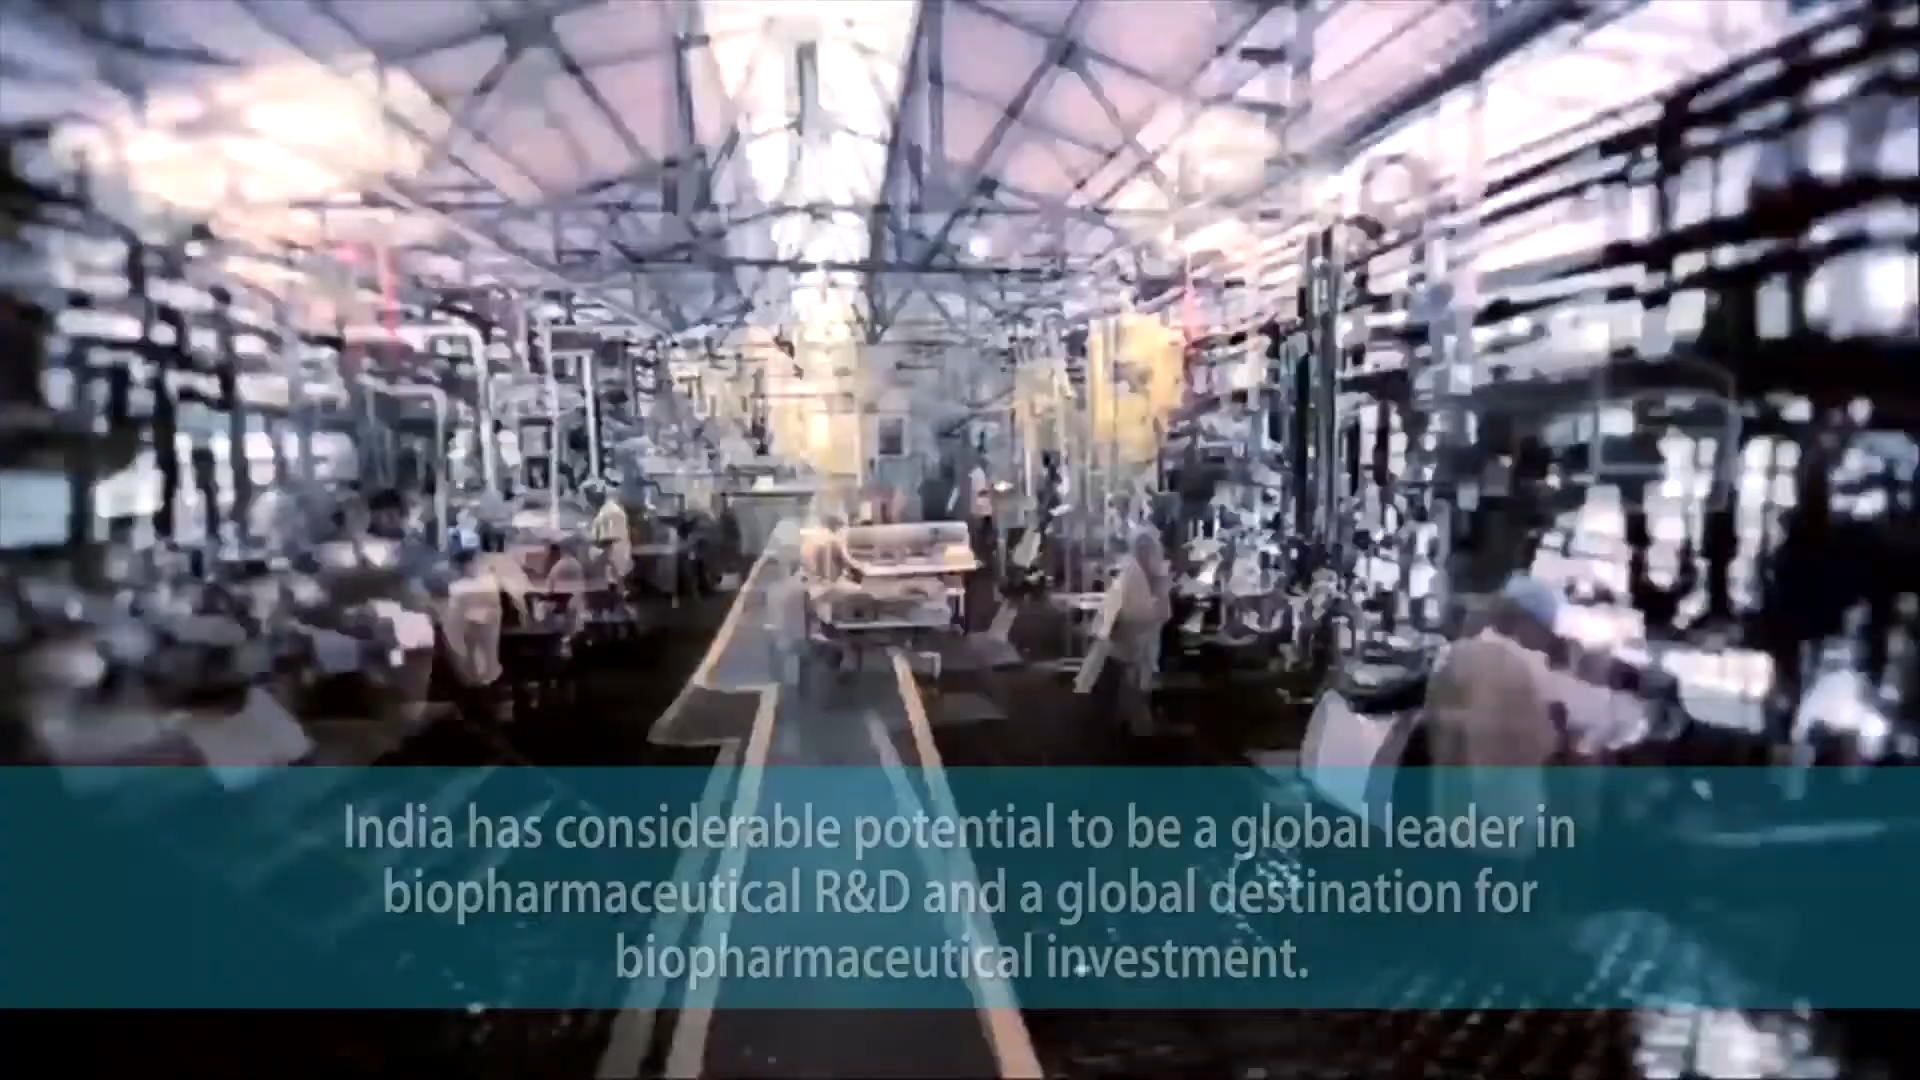 India has considerable potential to be a global leader in
biopharmaceutical R&D and a global destination for
biopharmaceutical investment.